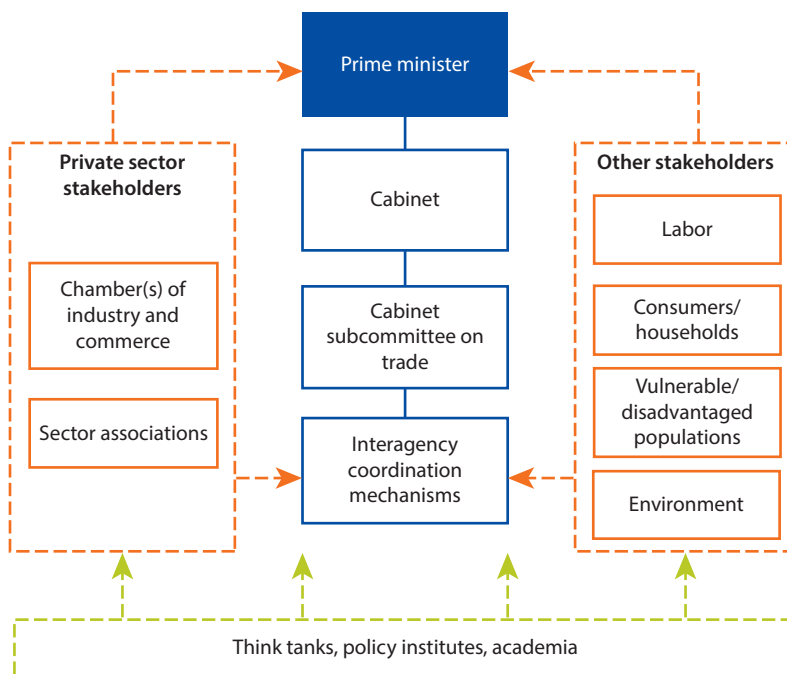 Prime minister
Private sector
stakeholders
Chamber(s) of
industry and
commerce
Sector associations
Cabinet
Cabinet
subcommittee on
trade
Interagency
coordination
mechanisms
Other stakeholders
Labor
Consumers/
households
Vulnerable/
disadvantaged
populations
Environment
Think tanks, policy institutes, academia